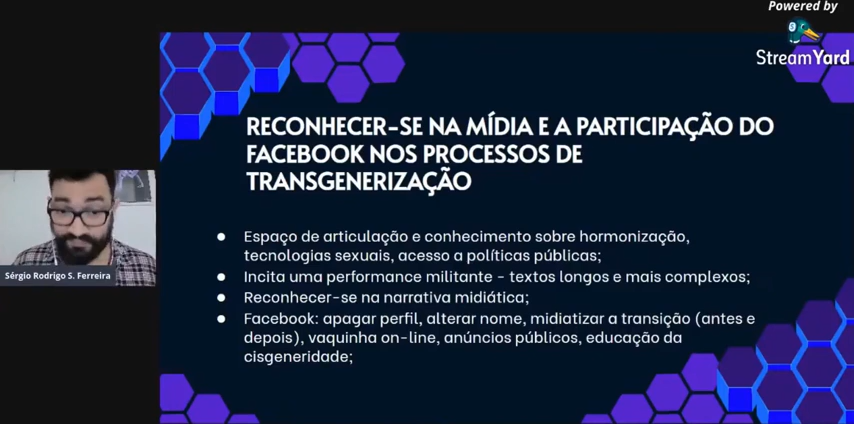 Powered by
StreamYard
RECONHECER-SE NA MÍDIA E A PARTICIPAÇÃO DO
FACEBOOK NOS PROCESSOS DE
TRANSGENERIZAÇÃO
Sérgio Rodrigo S. Ferreira
● Espaço de articulação e conhecimento sobre hormonização,
tecnologias sexuais, acesso a políticas públicas;
● Incita uma performance militante - textos longos e mais complexos;
● Reconhecer-se na narrativa midiática;
● Facebook: apagar perfil, alterar nome, midiatizar a transição (antes e
depois), vaquinha on-line, anúncios públicos, educação da
cisgeneridade;